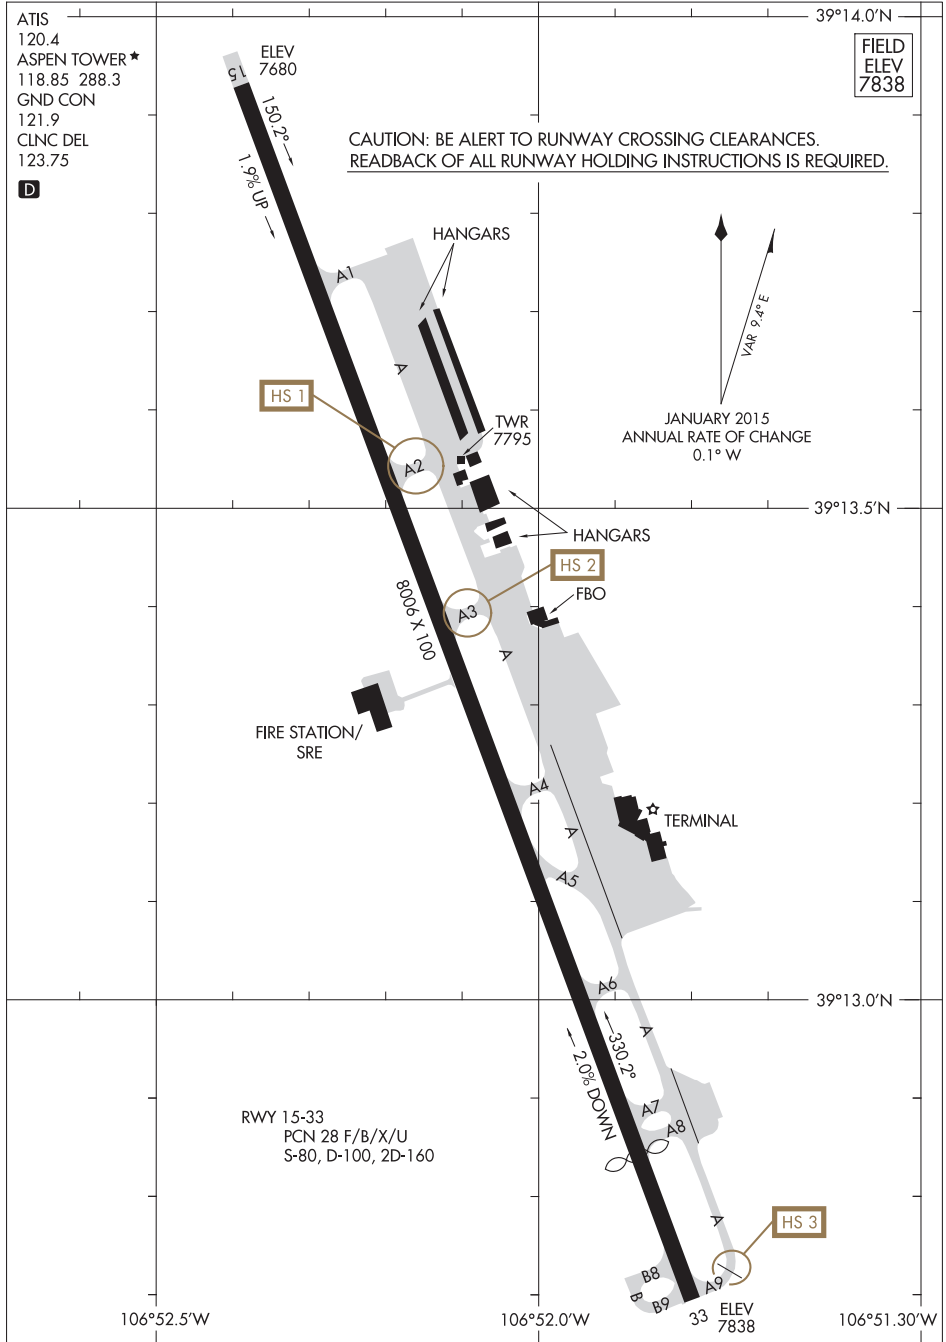 ATIS
120.4
ASPEN TOWER ★
118.85 288.3
GND CON
121.9
CLNC DEL
123.75
D
39°14.0'N
FIELD
ELEV
7838
ELEV
7680
15
150.2°
1.9% UP
CAUTION: BE ALERT TO RUNWAY CROSSING CLEARANCES.
READBACK OF ALL RUNWAY HOLDING INSTRUCTIONS IS REQUIRED.
HANGARS
A1
VAR 9.4° E
JANUARY 2015
ANNUAL RATE OF CHANGE
0.1° W
A
HS 1
TWR
7795
A2
39°13.5'N
HANGARS
HS 2
FBO
8006 X 100
A3
A
FIRE STATION/
SRE
A4
TERMINAL
A
A5
A6
39°13.0'N
A
330.2°
2.0% DOWN
A7
A8
RWY 15-33
PCN 28 F/B/X/U
S-80, D-100, 2D-160
A
HS 3
B8
B
B9
A9
33
ELEV
7838
106°52.5'W
106°52.0'W
106°51.30'W